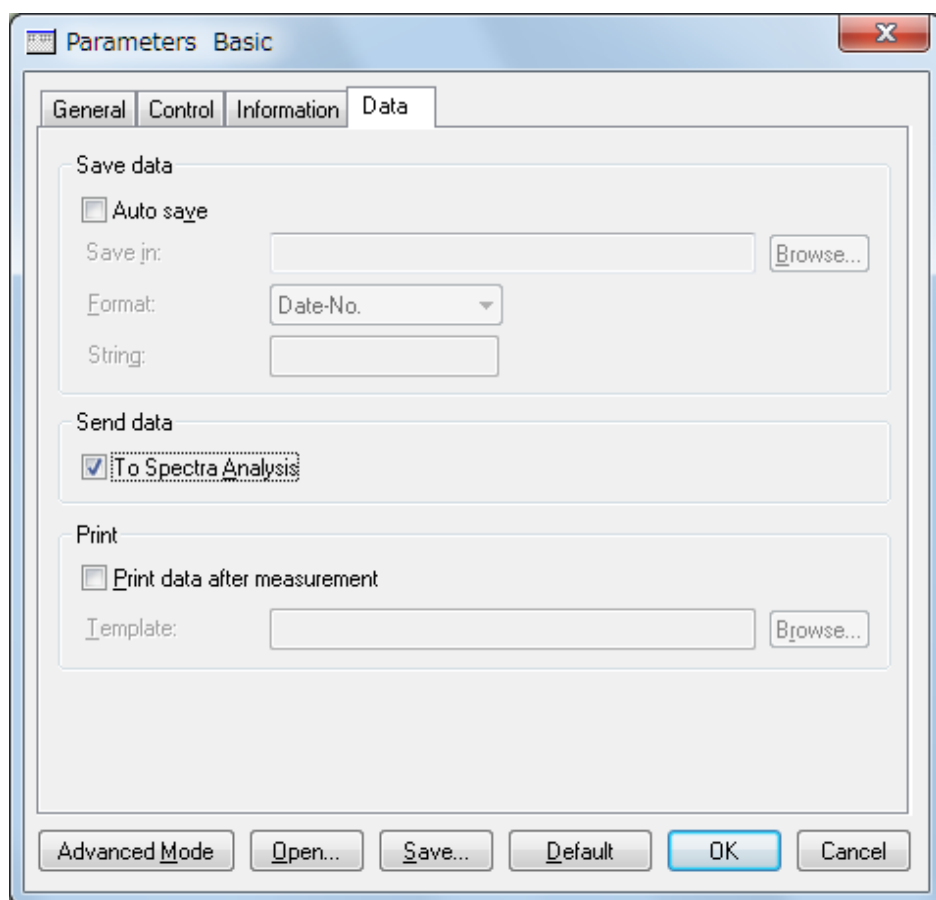 Parameters Basic
General Control Information Data
Save data
Auto save
Save in: Browse...
Format: Date-No.
String:
Send data
To Spectra Analysis
Print
Print data after measurement
Template: Browse...
Advanced Mode Open... Save... Default OK Cancel